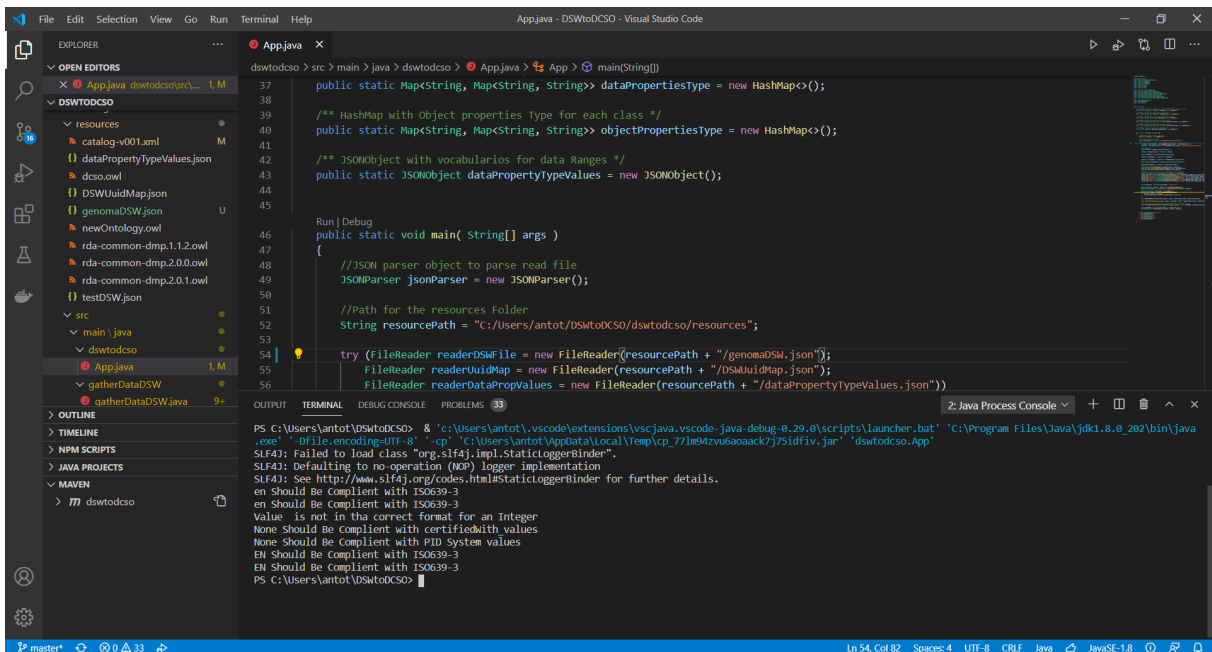 File Edit Selection View Go Run Terminal Help App.java - DSWtoDCSO - Visual Studio Code
EXPLORER
OPEN EDITORS
App.java dswtodcso\src\... 1, M
DSWTODCSO
resources
catalog-v001.xml M
dataPropertyTypeValues.json
dcso.owl
DSWUuidMap.json
genomaDSW.json U
newOntology.owl
rda-common-dmp.1.1.2.owl
rda-common-dmp.2.0.0.owl
rda-common-dmp.2.0.1.owl
testDSW.json
src
main \ java
dswtodcso
App.java 1, M
gatherDataDSW
gatherDataDSW.java 9+
OUTLINE
TIMELINE
NPM SCRIPTS
JAVA PROJECTS
MAVEN
dswtodcso
16
App.java
dswtodcso > src > main > java > dswtodcso > App.java > App > main(String[])
37 public static Map<String, Map<String, String>> dataPropertiesType = new HashMap<>();
38
39 /** HashMap with Object properties Type for each class */
40 public static Map<String, Map<String, String>> objectPropertiesType = new HashMap<>();
41
42 /** JSONObject with vocabularios for data Ranges */
43 public static JSONObject dataPropertyTypeValues = new JSONObject();
44
45
Run | Debug
46 public static void main( String[] args )
47 {
48 //JSON parser object to parse read file
49 JSONParser jsonParser = new JSONParser();
50
51 //Path for the resources Folder
52 String resourcePath = "C:/Users/antot/DSWtoDCSO/dswtodcso/resources";
53
54 try (FileReader readerDSWFile = new FileReader(resourcePath + "/genomaDSW.json");
55 FileReader readerUuidMap = new FileReader(resourcePath + "/DSWUuidMap.json");
56 FileReader readerDataPropValues = new FileReader(resourcePath + "/dataPropertyTypeValues.json"))
OUTPUT TERMINAL DEBUG CONSOLE PROBLEMS 33 2: Java Process Console
PS C:\Users\antot\DSWtoDCSO> & 'c:\Users\antot\.vscode\extensions\vscjava.vscode-java-debug-0.29.0\scripts\launcher.bat' 'C:\Program Files\Java\jdk1.8.0_202\bin\java
.exe' '-Dfile.encoding=UTF-8' '-cp' 'C:\Users\antot\AppData\Local\Temp\cp_77lm94zvu6aoaack7j75idfiv.jar' 'dswtodcso.App'
SLF4J: Failed to load class "org.slf4j.impl.StaticLoggerBinder".
SLF4J: Defaulting to no-operation (NOP) logger implementation
SLF4J: See http://www.slf4j.org/codes.html#StaticLoggerBinder for further details.
en Should Be Complient with ISO639-3
en Should Be Complient with ISO639-3
Value is not in tha correct format for an Integer
None Should Be Complient with certifiedWith_values
None Should Be Complient with PID System values
EN Should Be Complient with ISO639-3
EN Should Be Complient with ISO639-3
PS C:\Users\antot\DSWtoDCSO>
master* 0 33 Ln 54, Col 82 Spaces: 4 UTF-8 CRLF Java JavaSE-1.8